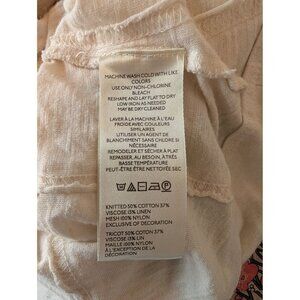 MACHINE WASH COLD WITH LIKE
COLORS
USE ONLY NON-CHLORINE
BLEACH
RESHAPE AND LAY FLAT TO DRY
LOW IRON AS NEEDED
MAY BE DRY CLEANED
LAVER À LA MACHINE À L'EAU
FROIDE AVEC COULEURS
SIMILAIRES
UTILISER UN AGENT DE
BLANCHIMENT SANS CHLORE SI
NÉCESSAIRE
REMODELER ET SÉCHER À PLAT
REPASSER, AU BESOIN, À TRÈS
BASSE TEMPÉRATURE
PEUT-ÊTRE ÊTRE NETTOYÉE SEC
KNITTED 50% COTTON 37%
VISCOSE 13% LINEN
MESH 100% NYLON
EXCLUSIVE OF DECORATION
TRICOT 50% COTON 37%
VISCOSE 13% LIN
MAILLE 100% NYLON
À L'EXCEPTION DE LA
DÉCORATION